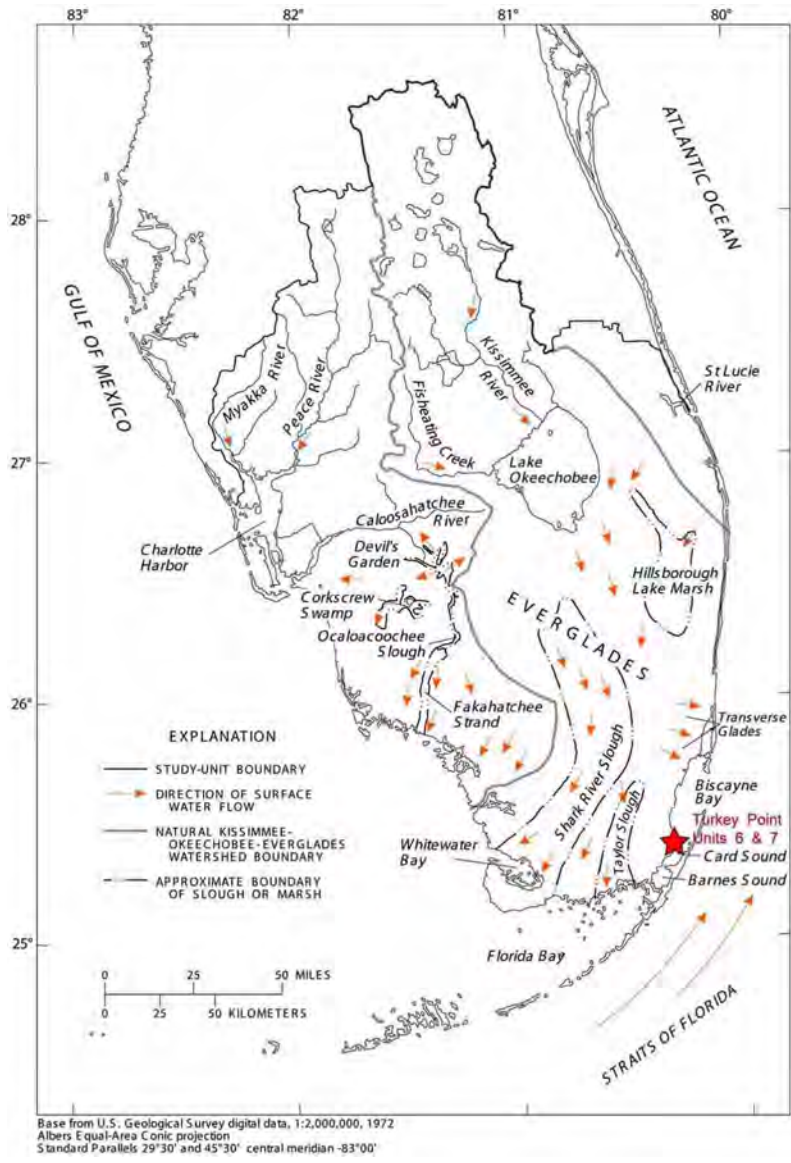 83°
82°
81°
80°
28°
27°
26°
25°
ATLANTIC OCEAN
GULF OF MEXICO
Myakka River
Peace River
Kissimmee
River
Fisheating Creek
Lake
Okeechobee
St Lucie
River
Caloosahatchee
River
Charlotte
Harbor
Devil's
Garden
Corkscrew
Swamp
Ocaloacoochee
Slough
Hillsborough
Lake Marsh
EVERGLADES
Fakahatchee
Strand
Transverse
Glades
Shark River Slough
Taylor Slough
Biscayne
Bay
Turkey Point
Units 6 & 7
Card Sound
Barnes Sound
Whitewater
Bay
Florida Bay
STRAITS OF FLORIDA
EXPLANATION
STUDY-UNIT BOUNDARY
DIRECTION OF SURFACE
WATER FLOW
NATURAL KISSIMMEE-
OKEECHOBEE-EVERGLADES
WATERSHED BOUNDARY
APPROXIMATE BOUNDARY
OF SLOUGH OR MARSH
0 25 50 MILES
0 25 50 KILOMETERS
Base from U.S. Geological Survey digital data, 1:2,000,000, 1972
Albers Equal-Area Conic projection
Standard Parallels 29°30' and 45°30' central meridian -83°00'